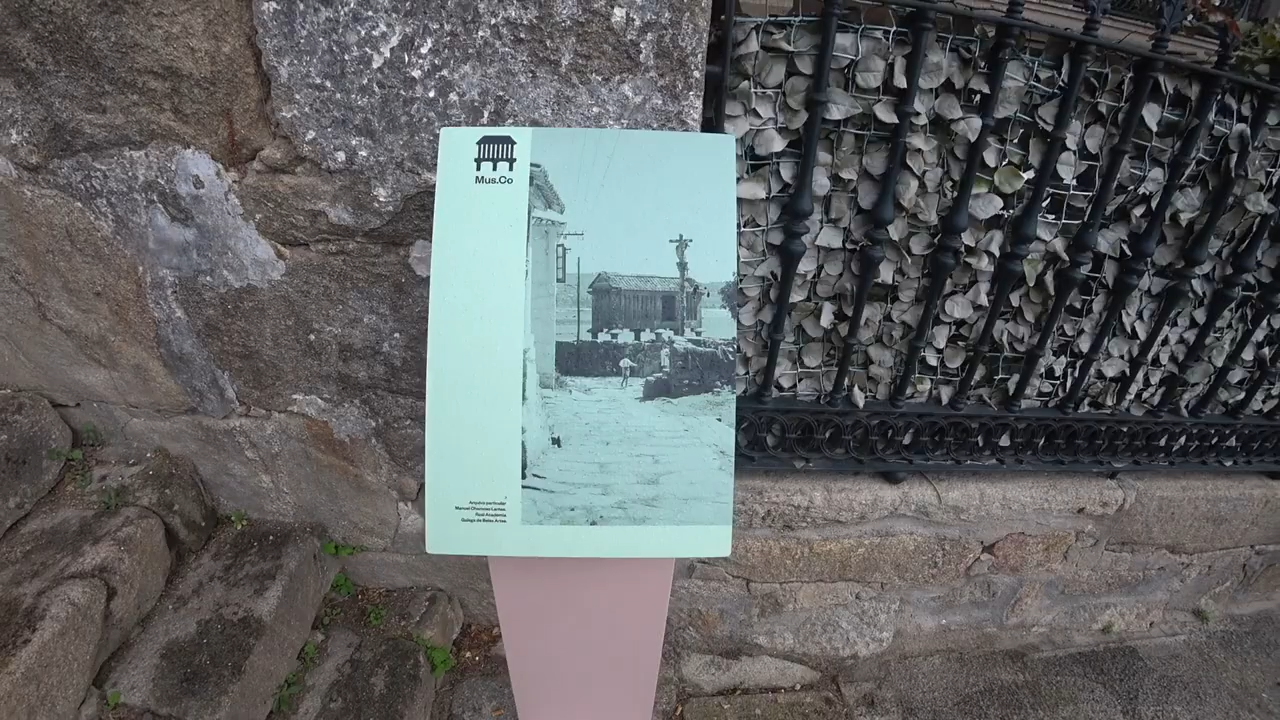 Mus.Co
Arquivo particular
Manuel Chamoso Lamas.
Real Academia
Galega de Belas Artes.